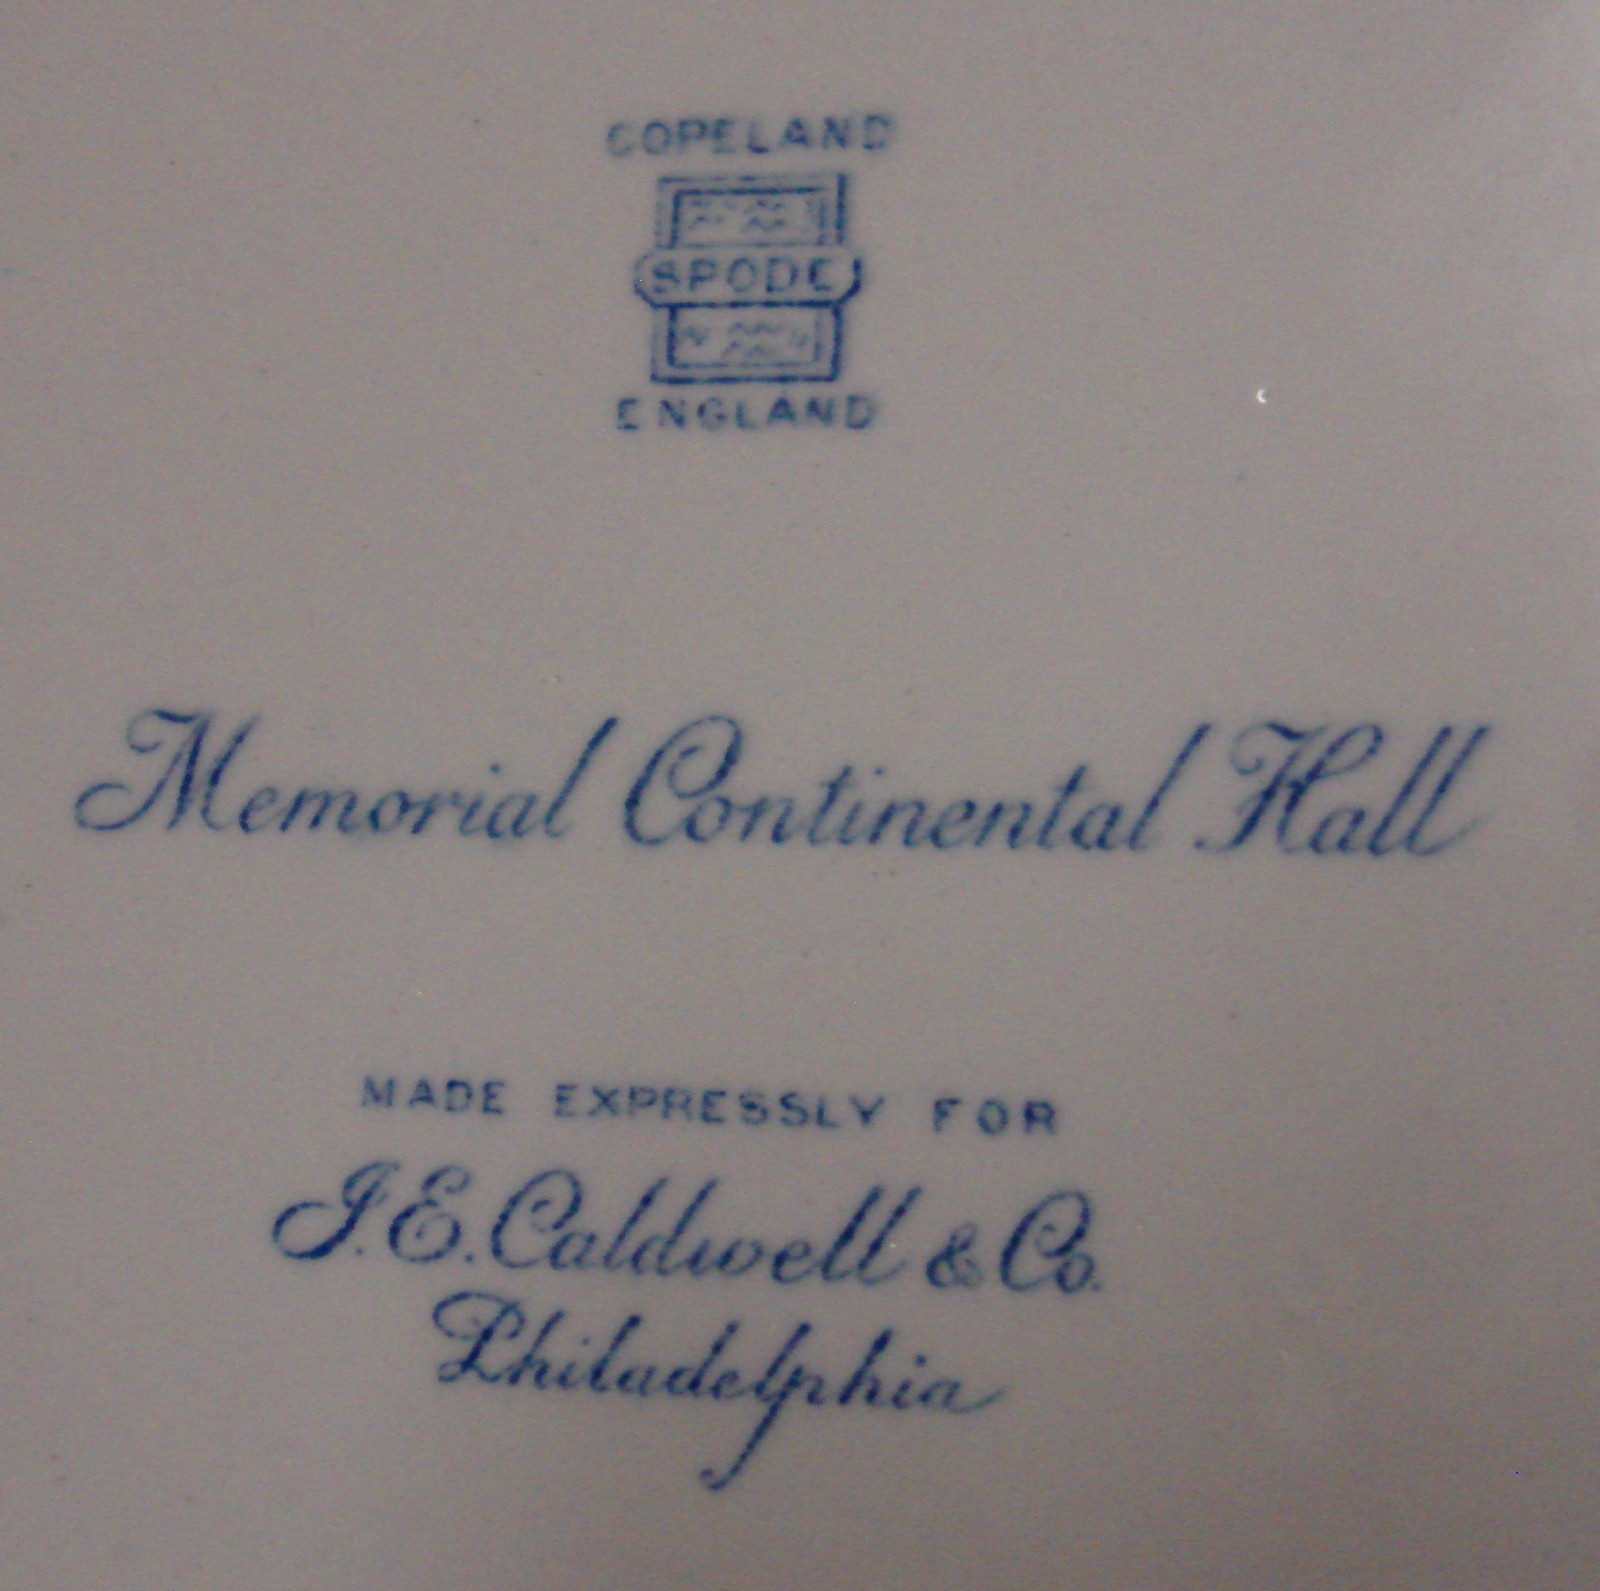 COPELAND
SPODE
ENGLAND
Memorial Continental Hall
MADE EXPRESSLY FOR
J.E. Caldwell & Co.
Philadelphia